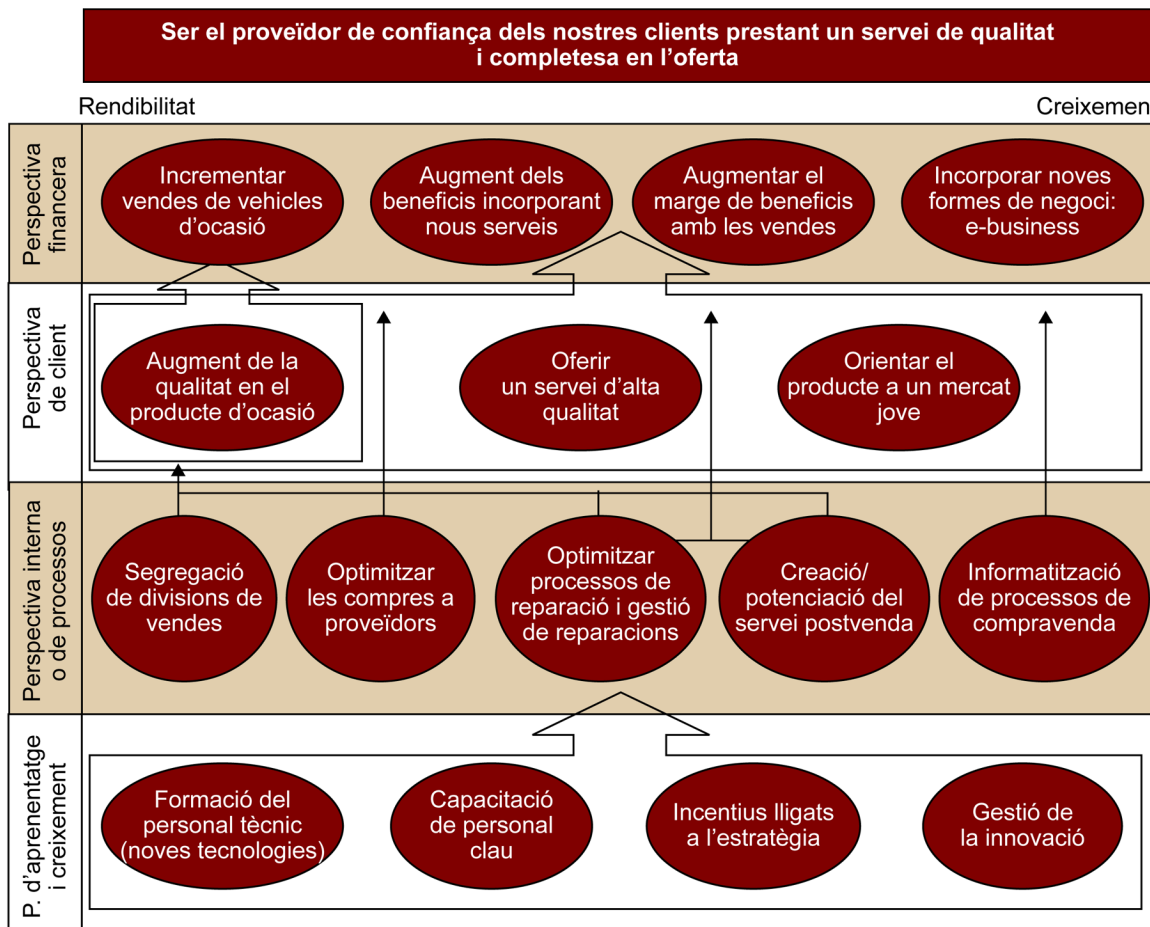 Ser el proveïdor de confiança dels nostres clients prestant un servei de qualitat
i completesa en l’oferta
Rendibilitat
Creixemen
Perspectiva
financera
Incrementar
vendes de vehicles
d’ocasió
Augment dels
beneficis incorporant
nous serveis
Augmentar el
marge de beneficis
amb les vendes
Incorporar noves
formes de negoci:
e-business
Perspectiva
de client
Augment de la
qualitat en el
producte d’ocasió
Oferir
un servei d’alta
qualitat
Orientar el
producte a un mercat
jove
Perspectiva interna
o de processos
Segregació
de divisions de
vendes
Optimitzar
les compres a
proveïdors
Optimitzar
processos de
reparació i gestió
de reparacions
Creació/
potenciació del
servei postvenda
Informatització
de processos de
compravenda
P. d’aprenentatge
i creixement
Formació del
personal tècnic
(noves tecnologies)
Capacitació
de personal
clau
Incentius lligats
a l’estratègia
Gestió de
la innovació